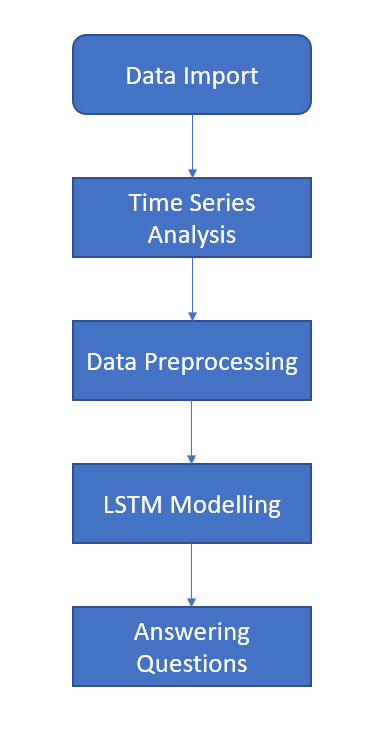 Data Import
Time Series
Analysis
Data Preprocessing
LSTM Modelling
Answering
Questions